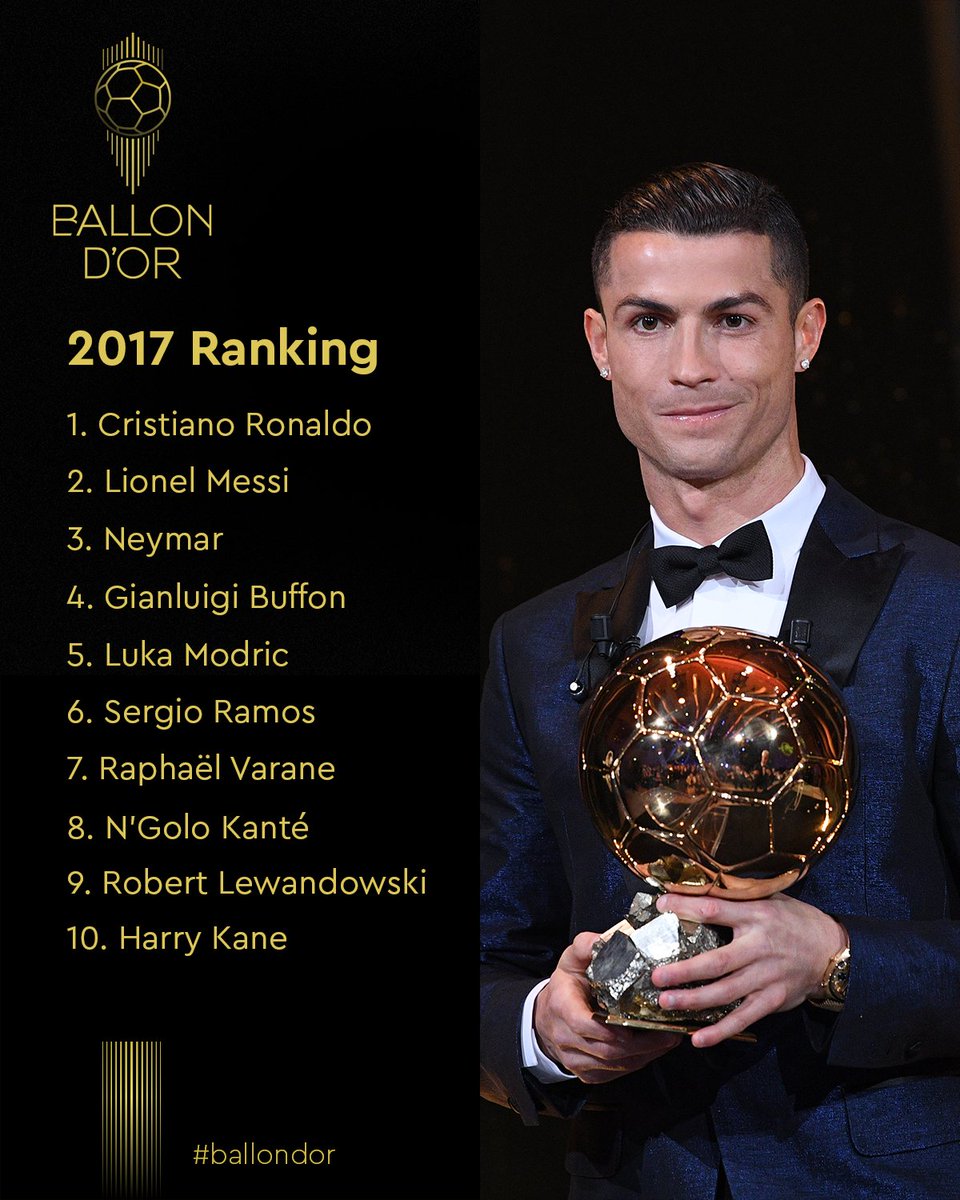 BALLON
D'OR
2017 Ranking
1. Cristiano Ronaldo
2. Lionel Messi
3. Neymar
4. Gianluigi Buffon
5. Luka Modric
6. Sergio Ramos
7. Raphaël Varane
8. N'Golo Kanté
9. Robert Lewandowski
10. Harry Kane
#ballondor